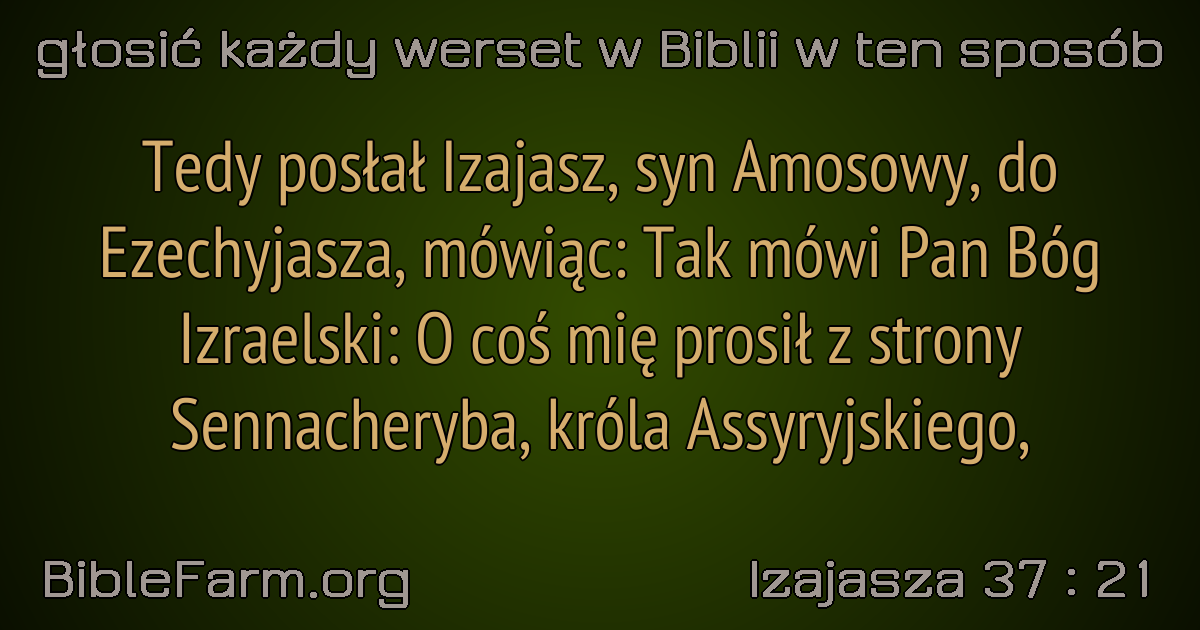 głosić każdy werset w Biblii w ten sposób
Tedy posłał Izajasz, syn Amosowy, do
Ezechyjasza, mówiąc: Tak mówi Pan Bóg
Izraelski: O coś mię prosił z strony
Sennacheryba, króla Assyryjskiego,
BibleFarm.org
Izajasza 37 : 21